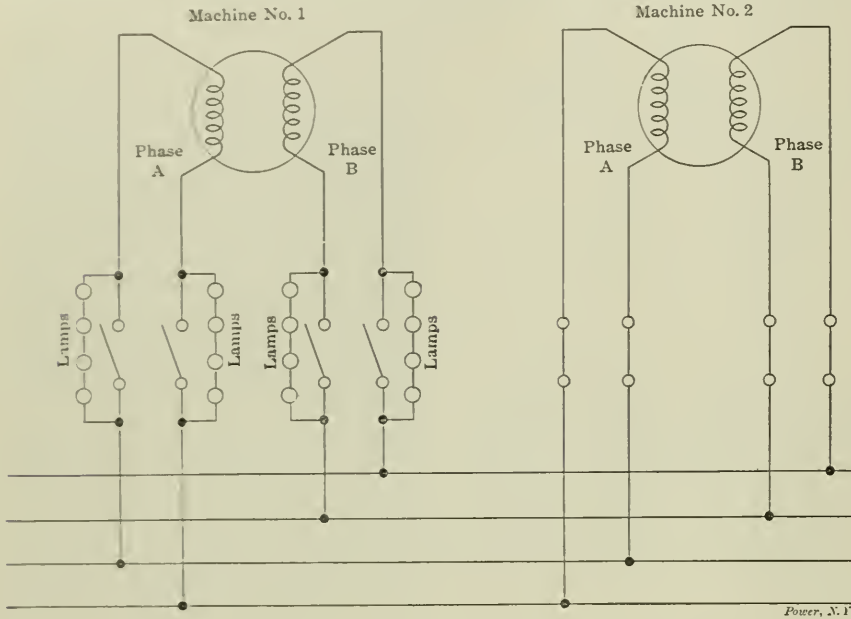 Machine No. 1
Machine No. 2
Phase
A
Phase
B
Phase
A
Phase
B
Lamps
Lamps
Lamps
Lamps
Power, N.Y